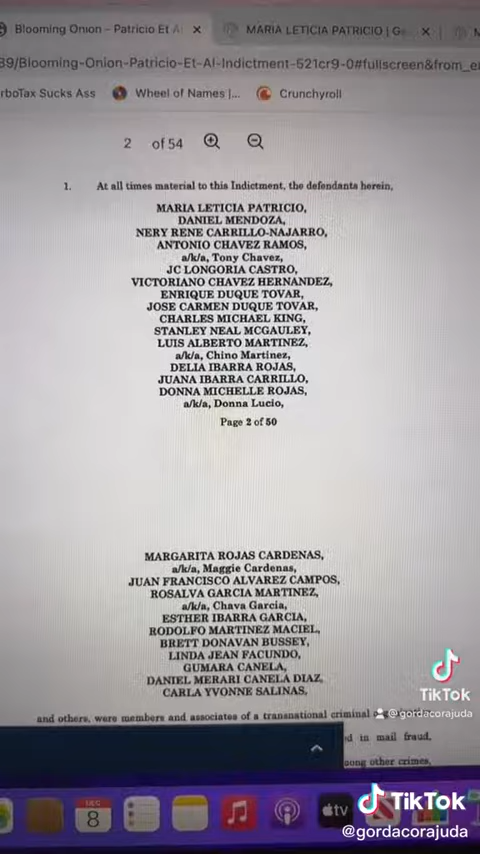 Blooming Onion - Patricio Et A
MARIA LETICIA PATRICIO | G
39/Blooming-Onion-Patricio-Et-Al-Indictment-521cr9-0#fullscreen&from_e
rboTax Sucks Ass
Wheel of Names |...
Crunchyroll
2 of 54
1. At all times material to this Indictment, the defendants herein,
MARIA LETICIA PATRICIO,
DANIEL MENDOZA,
NERY RENE CARRILLO-NAJARRO,
ANTONIO CHAVEZ RAMOS,
a/k/a, Tony Chavez,
JC LONGORIA CASTRO,
VICTORIANO CHAVEZ HERNANDEZ,
ENRIQUE DUQUE TOVAR,
JOSE CARMEN DUQUE TOVAR,
CHARLES MICHAEL KING,
STANLEY NEAL MCGAULEY,
LUIS ALBERTO MARTINEZ,
a/k/a, Chino Martinez,
DELIA IBARRA ROJAS,
JUANA IBARRA CARRILLO,
DONNA MICHELLE ROJAS,
a/k/a, Donna Lucio,
Page 2 of 50
MARGARITA ROJAS CARDENAS,
a/k/a, Maggie Cardenas,
JUAN FRANCISCO ALVAREZ CAMPOS,
ROSALVA GARCIA MARTINEZ,
a/k/a, Chava Garcia,
ESTHER IBARRA GARCIA,
RODOLFO MARTINEZ MACIEL,
BRETT DONAVAN BUSSEY,
LINDA JEAN FACUNDO,
GUMARA CANELA,
DANIEL MERARI CANELA DIAZ,
CARLA YVONNE SALINAS,
and others, were members and associates of a transnational criminal
ed in mail fraud,
among other crimes,
TikTok
@gordacorajuda
DEC
8
tv
TikTok
@gordacorajuda